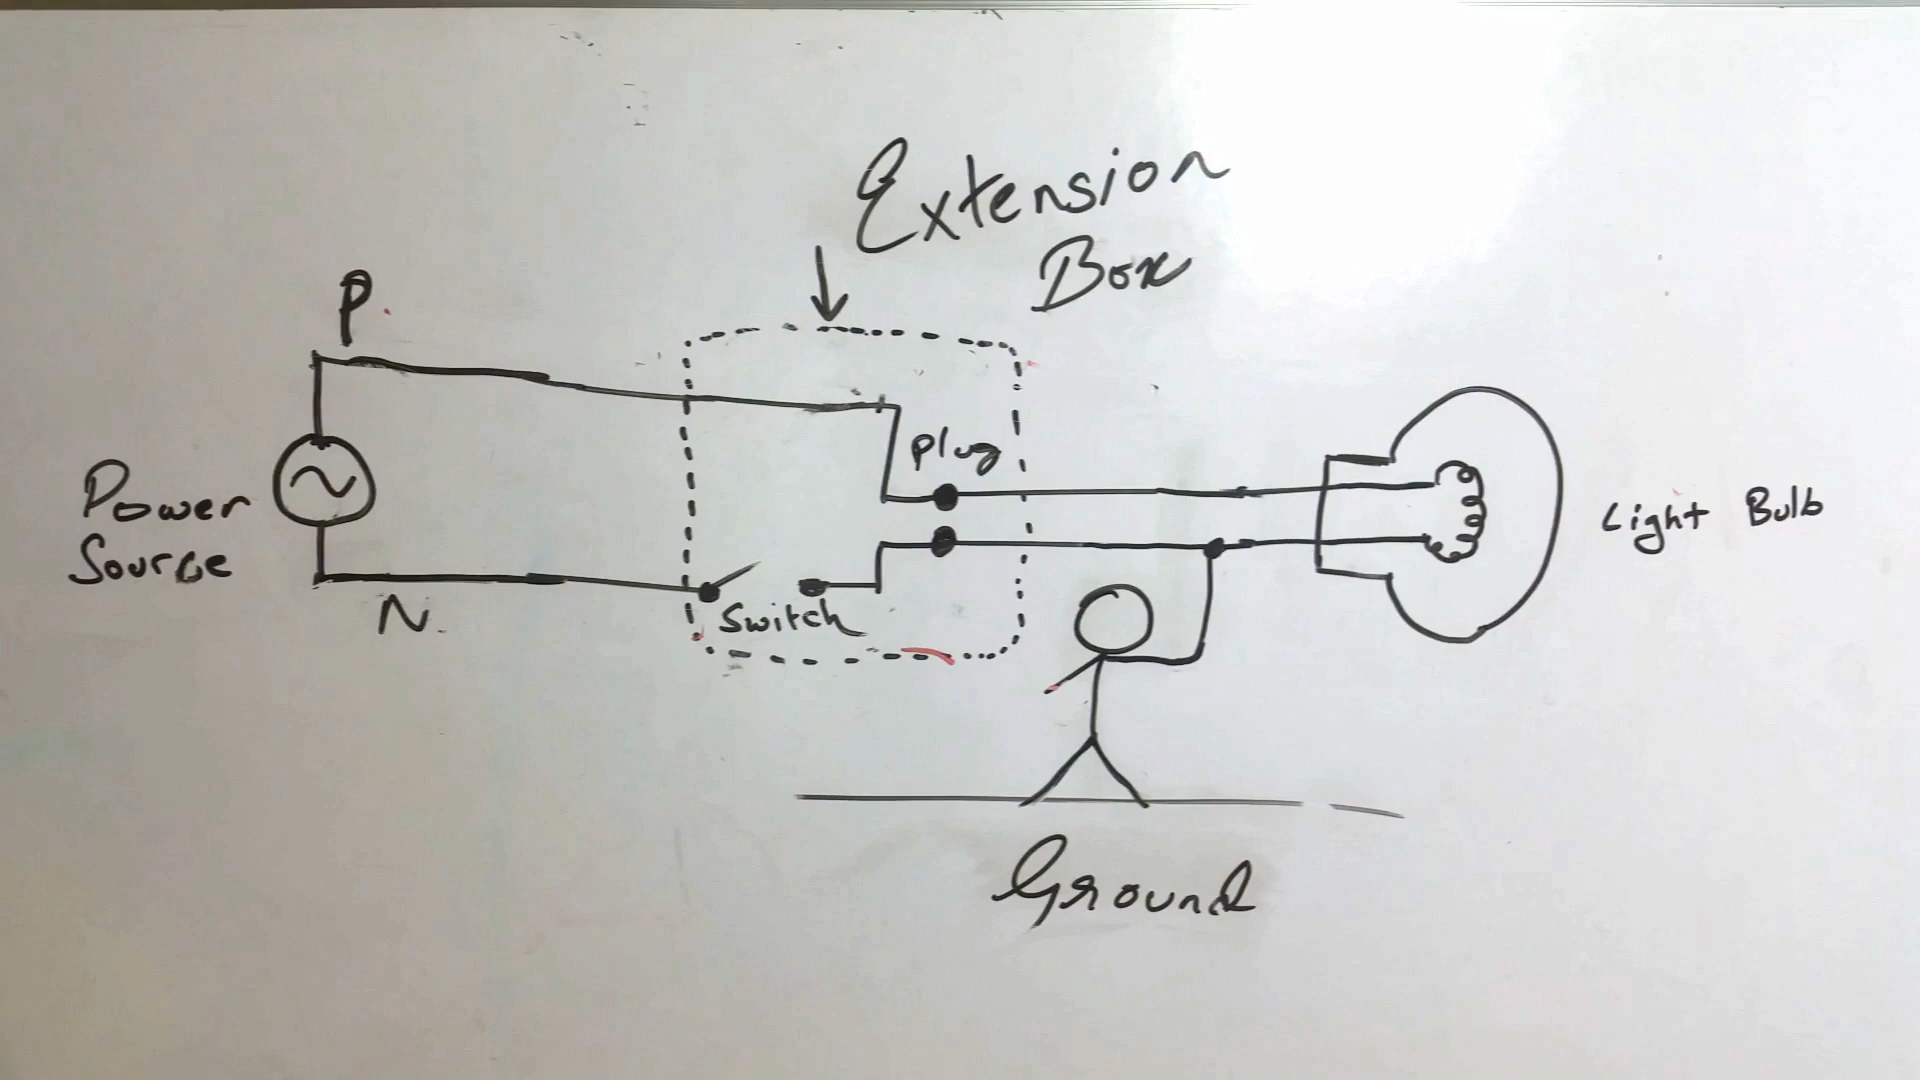 Extension
Box
P.
plug
Power
Source
Light Bulb
N.
Switch
Ground